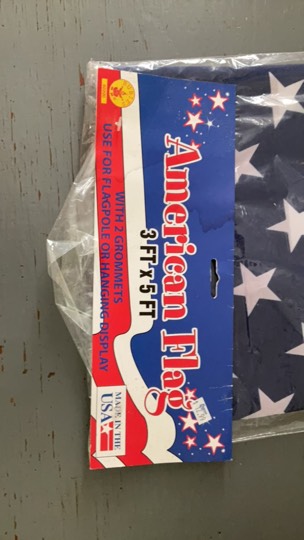 American Flag
3 FT x 5 FT
WITH 2 GROMMETS
USE FOR FLAGPOLE OR HANGING DISPLAY
MADE IN THE
USA